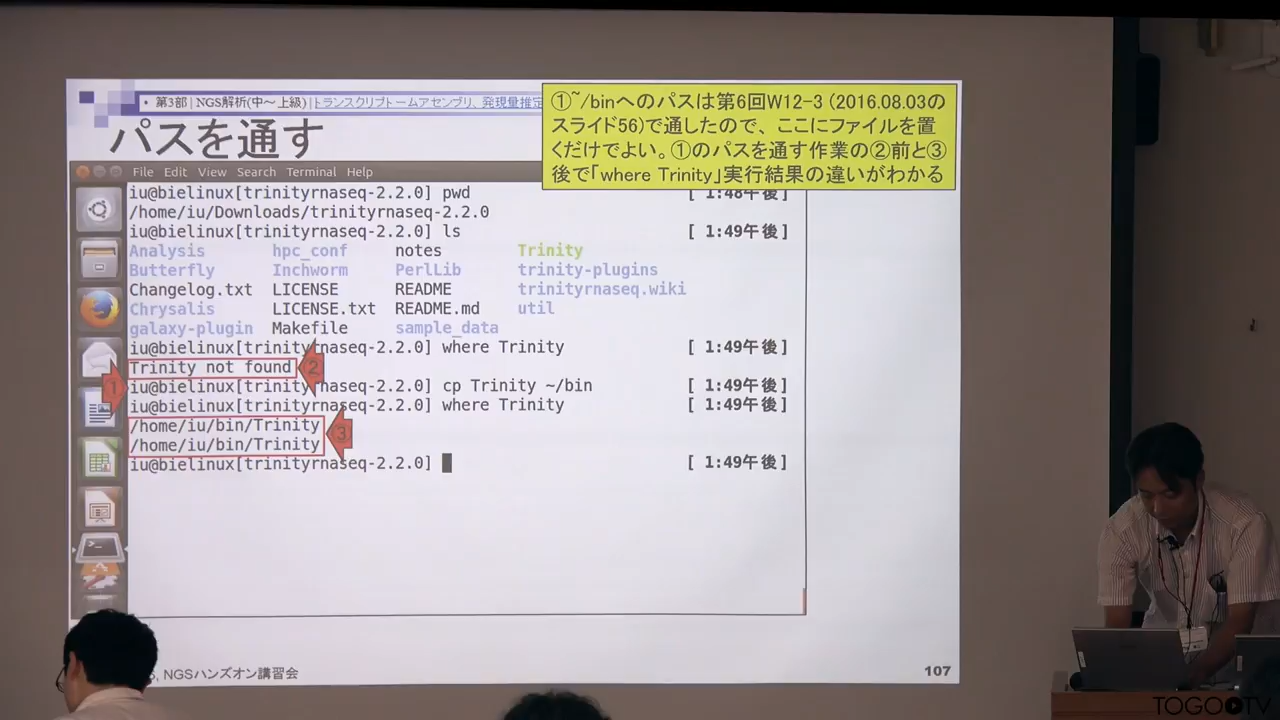 • 第3部|NGS解析(中～上級)|トランスクリプトームアセンブリ、発現量推定
パスを通す
①~/binへのパスは第6回W12-3 (2016.08.03の
スライド56)で通したので、ここにファイルを置
くだけでよい。①のパスを通す作業の②前と③
後で「where Trinity」実行結果の違いがわかる
File Edit View Search Terminal Help
iu@bielinux[trinityrnaseq-2.2.0] pwd [ 1:48午後]
/home/iu/Downloads/trinityrnaseq-2.2.0
iu@bielinux[trinityrnaseq-2.2.0] ls [ 1:49午後]
Analysis hpc_conf notes Trinity
Butterfly Inchworm PerlLib trinity-plugins
Changelog.txt LICENSE README trinityrnaseq.wiki
Chrysalis LICENSE.txt README.md util
galaxy-plugin Makefile sample_data
iu@bielinux[trinityrnaseq-2.2.0] where Trinity [ 1:49午後]
Trinity not found ②
① iu@bielinux[trinityrnaseq-2.2.0] cp Trinity ~/bin [ 1:49午後]
iu@bielinux[trinityrnaseq-2.2.0] where Trinity [ 1:49午後]
/home/iu/bin/Trinity
/home/iu/bin/Trinity ③
iu@bielinux[trinityrnaseq-2.2.0] [ 1:49午後]
, NGSハンズオン講習会
107
TOGOTV